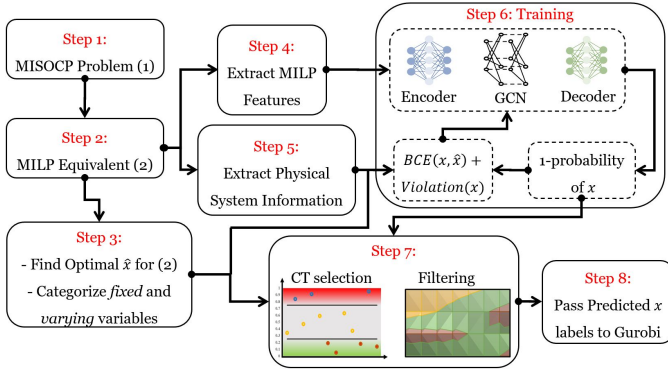 Step 1:
MISOCP Problem (1)
Step 2:
MILP Equivalent (2)
Step 3:
- Find Optimal x̂ for (2)
- Categorize fixed and
varying variables
Step 4:
Extract MILP
Features
Step 5:
Extract Physical
System Information
Step 6: Training
Encoder
GCN
Decoder
BCE(x, x̂) +
Violation(x)
1-probability
of x
Step 7:
CT selection
Filtering
Step 8:
Pass Predicted x
labels to Gurobi